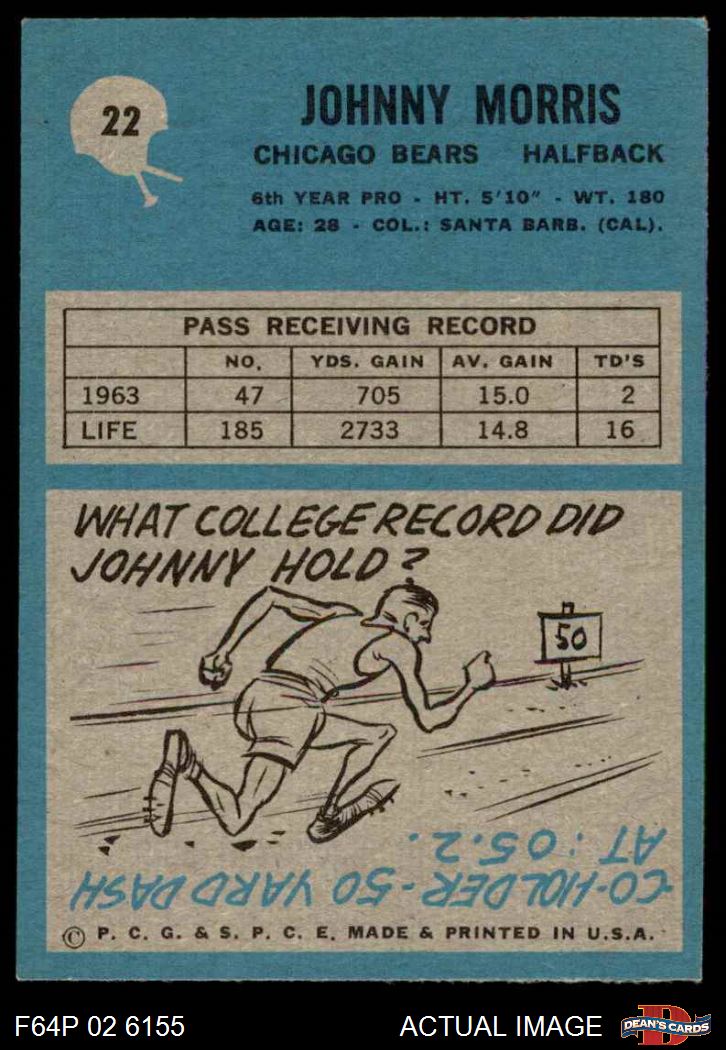 22
JOHNNY MORRIS
CHICAGO BEARS HALFBACK
6th YEAR PRO - HT. 5'10" - WT. 180
AGE: 28 - COL.: SANTA BARB. (CAL).
PASS RECEIVING RECORD
NO. YDS. GAIN AV. GAIN TD'S
1963 47 705 15.0 2
LIFE 185 2733 14.8 16
WHAT COLLEGE RECORD DID
JOHNNY HOLD?
50
CO-HOLDER-50 YARD DASH
AT :05.2.
© P. C. G. & S. P. C. E. MADE & PRINTED IN U.S.A.
F64P 02 6155 ACTUAL IMAGE
D
DEAN'S CARDS